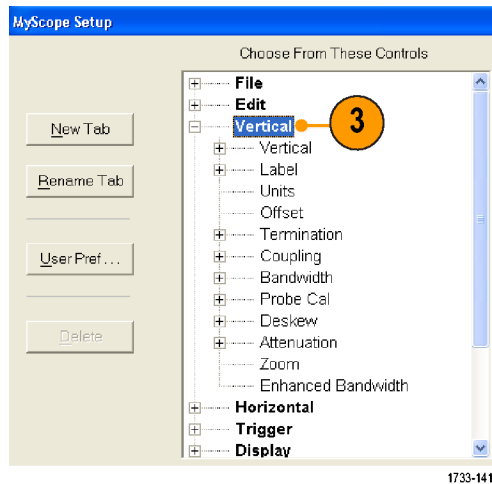 MyScope Setup
Choose From These Controls
File
Edit
Vertical
3
New Tab
Vertical
Label
Rename Tab
Units
Offset
Termination
User Pref...
Coupling
Bandwidth
Probe Cal
Deskew
Delete
Attenuation
Zoom
Enhanced Bandwidth
Horizontal
Trigger
Display
1733-141